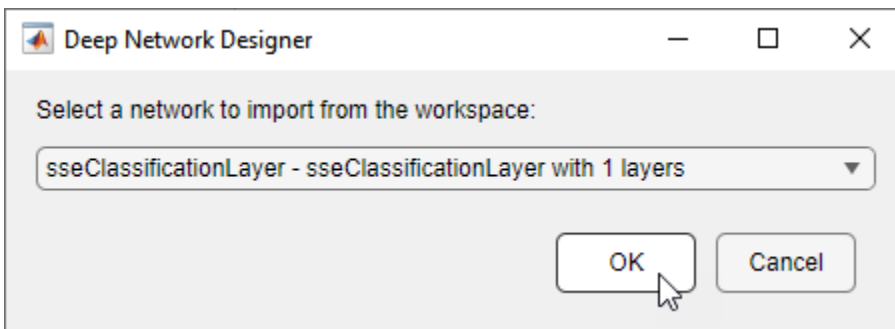 Deep Network Designer
Select a network to import from the workspace:
sseClassificationLayer - sseClassificationLayer with 1 layers
OK Cancel